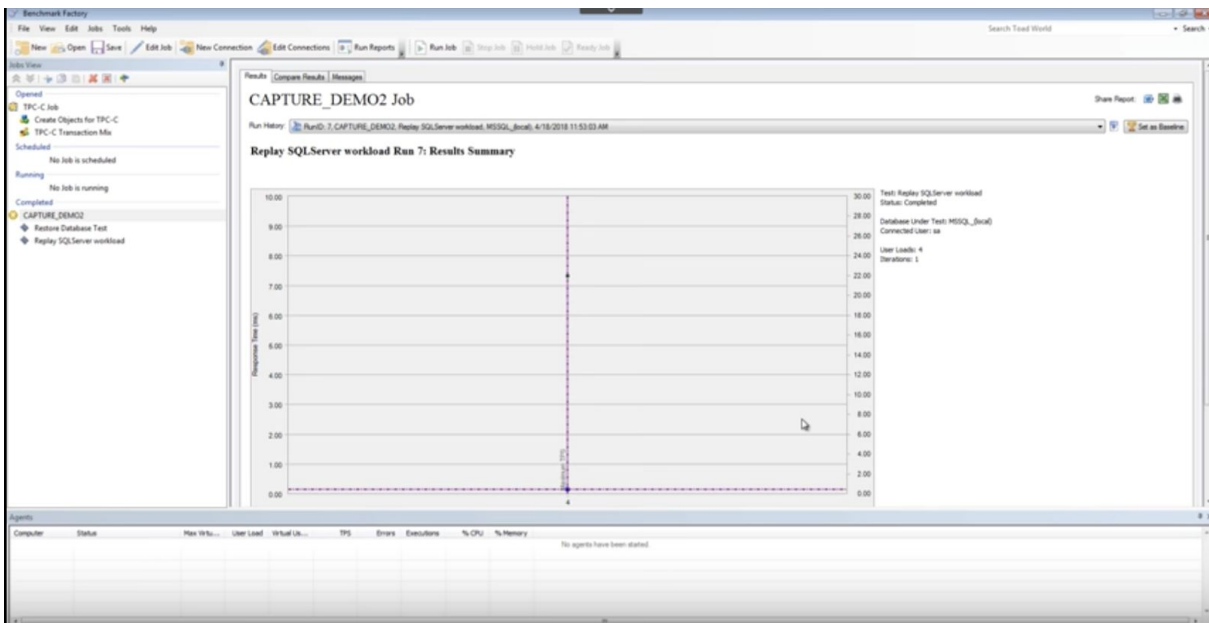 Benchmark Factory
File View Edit Jobs Tools Help
Search Toad World
Search
New Open Save Edit Job New Connection Edit Connections Run Reports Run Job Stop Job Hold Job Ready Job
Jobs View
Opened
TPC-C Job
Create Objects for TPC-C
TPC-C Transaction Mix
Scheduled
No Job is scheduled
Running
No Job is running
Completed
CAPTURE_DEMO2
Restore Database Test
Replay SQLServer workload
Results Compare Results Messages
CAPTURE_DEMO2 Job
Share Report:
Run History: RunID: 7, CAPTURE_DEMO2, Replay SQLServer workload, MSSQL_(local), 4/18/2018 11:53:03 AM
Set as Baseline
Replay SQLServer workload Run 7: Results Summary
10.00
9.00
8.00
7.00
6.00
5.00
4.00
3.00
2.00
1.00
0.00
Response Time (ms)
Maximum TPS
4
30.00
28.00
26.00
24.00
22.00
20.00
18.00
16.00
14.00
12.00
10.00
8.00
6.00
4.00
2.00
0.00
Test: Replay SQLServer workload
Status: Completed
Database Under Test: MSSQL_(local)
Connected User: sa
User Loads: 4
Iterations: 1
Agents
Computer Status Max Virtu... User Load Virtual Us... TPS Errors Executions % CPU % Memory
No agents have been started